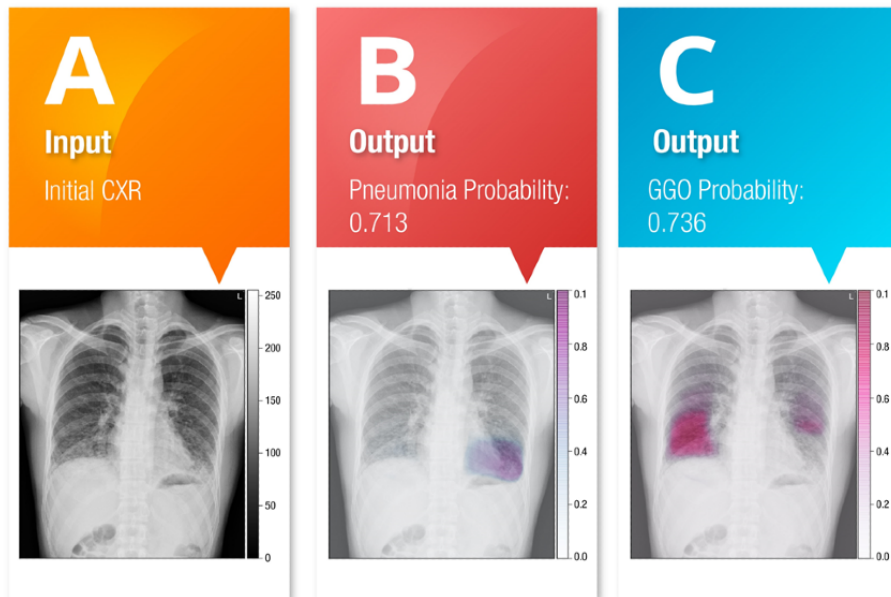 A
Input
Initial CXR
L
250
200
150
100
50
0
B
Output
Pneumonia Probability:
0.713
L
0.1
0.8
0.6
0.4
0.2
0.0
C
Output
GGO Probability:
0.736
L
0.1
0.8
0.6
0.4
0.2
0.0